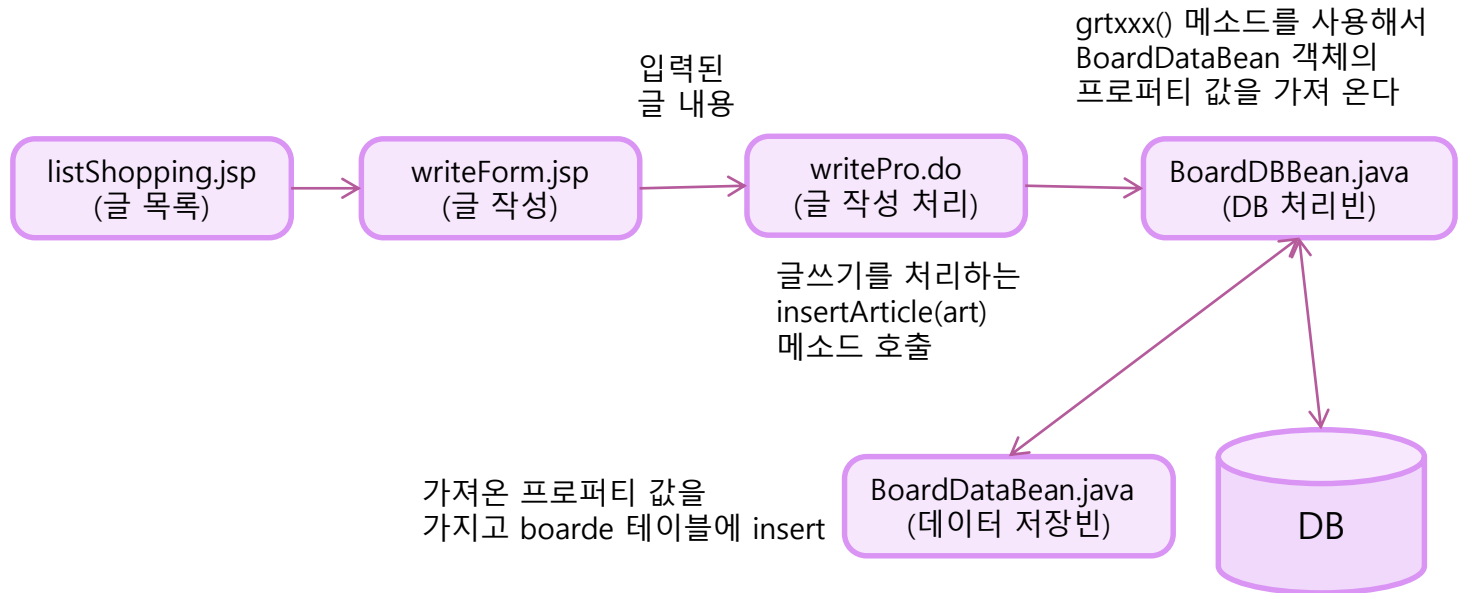 grtxxx() 메소드를 사용해서
BoardDataBean 객체의
프로퍼티 값을 가져 온다
입력된
글 내용
listShopping.jsp
(글 목록)
writeForm.jsp
(글 작성)
writePro.do
(글 작성 처리)
BoardDBBean.java
(DB 처리빈)
글쓰기를 처리하는
insertArticle(art)
메소드 호출
가져온 프로퍼티 값을
가지고 boarde 테이블에 insert
BoardDataBean.java
(데이터 저장빈)
DB